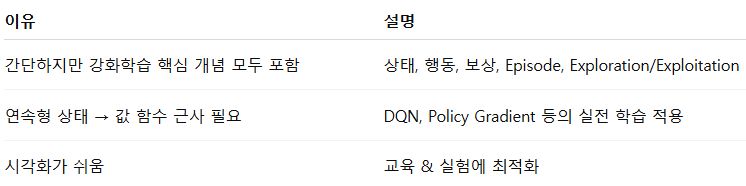 이유 설명
간단하지만 강화학습 핵심 개념 모두 포함 상태, 행동, 보상, Episode, Exploration/Exploitation
연속형 상태 → 값 함수 근사 필요 DQN, Policy Gradient 등의 실전 학습 적용
시각화가 쉬움 교육 & 실험에 최적화